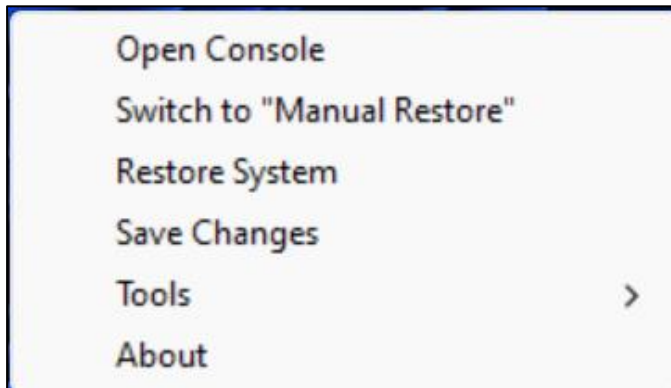 Open Console
Switch to "Manual Restore"
Restore System
Save Changes
Tools
About